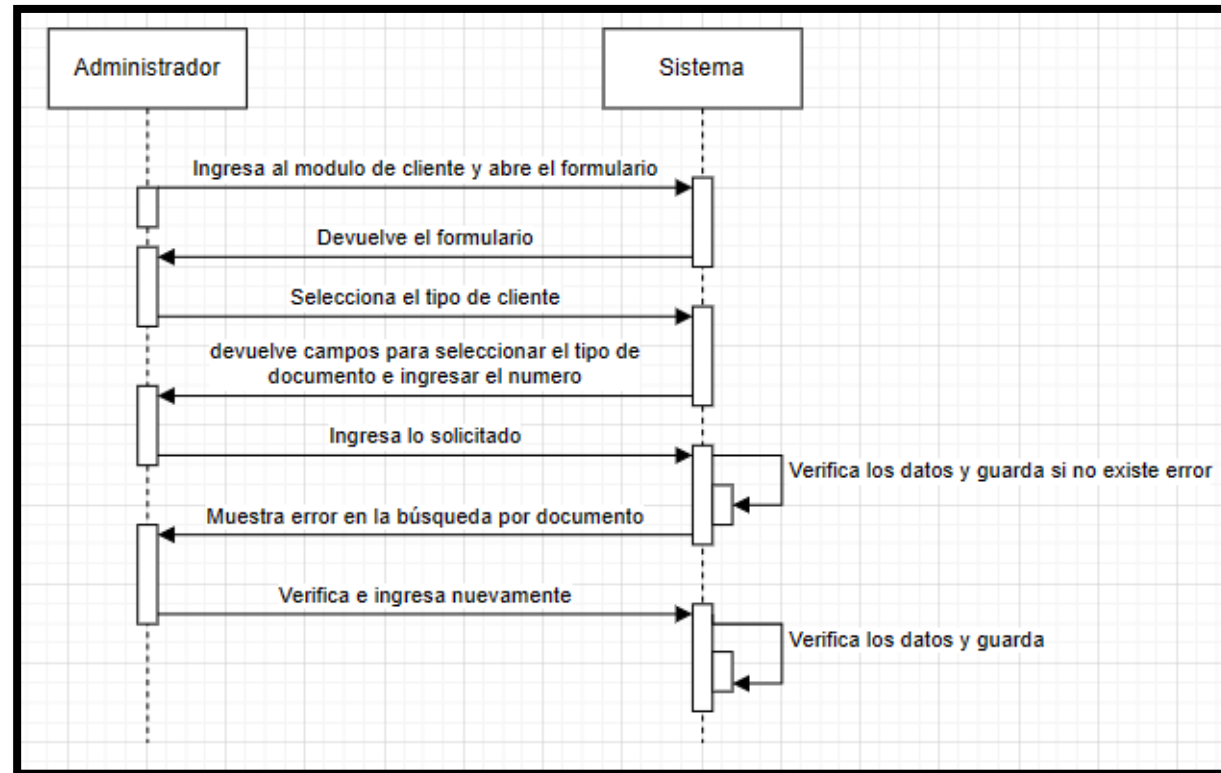 Administrador
Sistema
Ingresa al modulo de cliente y abre el formulario
Devuelve el formulario
Selecciona el tipo de cliente
devuelve campos para seleccionar el tipo de
documento e ingresar el numero
Ingresa lo solicitado
Verifica los datos y guarda si no existe error
Muestra error en la búsqueda por documento
Verifica e ingresa nuevamente
Verifica los datos y guarda